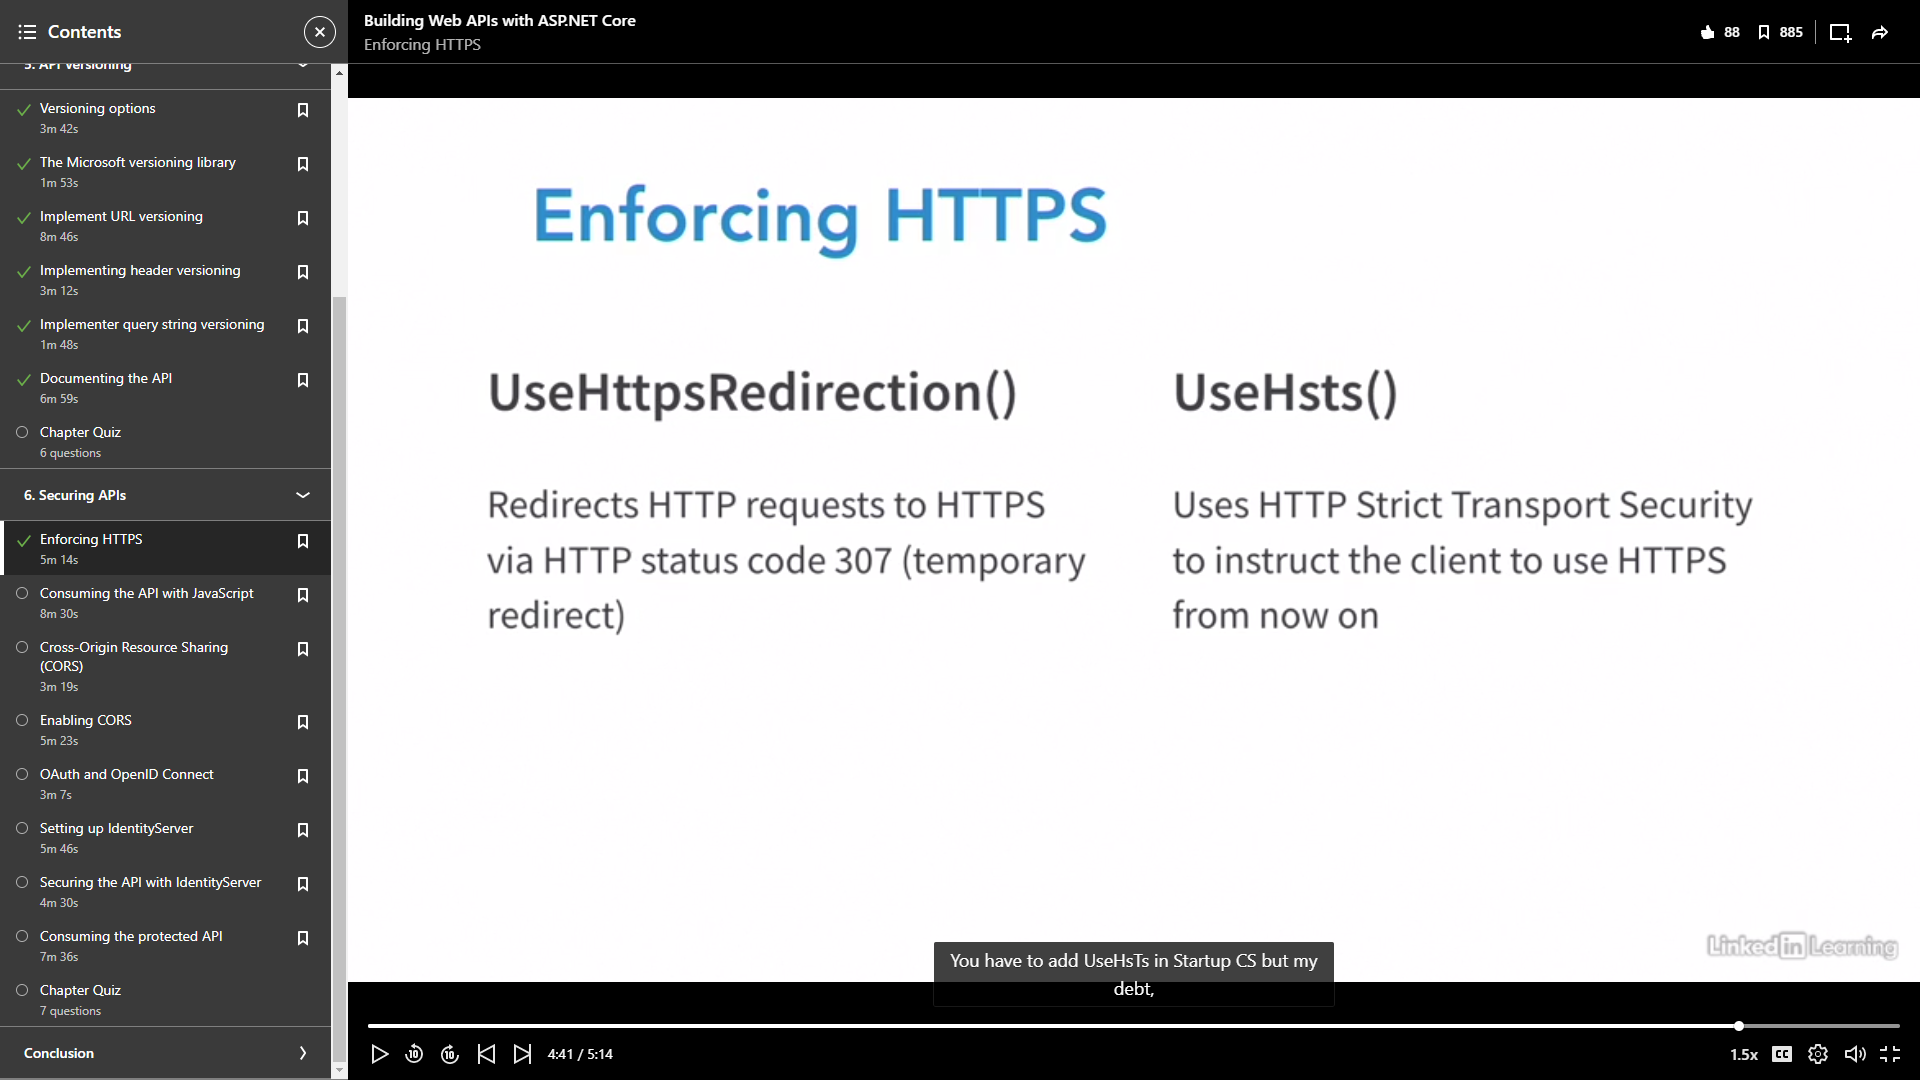 Contents
5. API Versioning
Versioning options
3m 42s
The Microsoft versioning library
1m 53s
Implement URL versioning
8m 46s
Implementing header versioning
3m 12s
Implementer query string versioning
1m 48s
Documenting the API
6m 59s
Chapter Quiz
6 questions
6. Securing APIs
Enforcing HTTPS
5m 14s
Consuming the API with JavaScript
8m 30s
Cross-Origin Resource Sharing
(CORS)
3m 19s
Enabling CORS
5m 23s
OAuth and OpenID Connect
3m 7s
Setting up IdentityServer
5m 46s
Securing the API with IdentityServer
4m 30s
Consuming the protected API
7m 36s
Chapter Quiz
7 questions
Conclusion
Building Web APIs with ASP.NET Core
Enforcing HTTPS
88
885
Enforcing HTTPS
UseHttpsRedirection()
Redirects HTTP requests to HTTPS
via HTTP status code 307 (temporary
redirect)
UseHsts()
Uses HTTP Strict Transport Security
to instruct the client to use HTTPS
from now on
Linked in Learning
You have to add UseHsTs in Startup CS but my
debt,
10
10
4:41 / 5:14
1.5x
CC